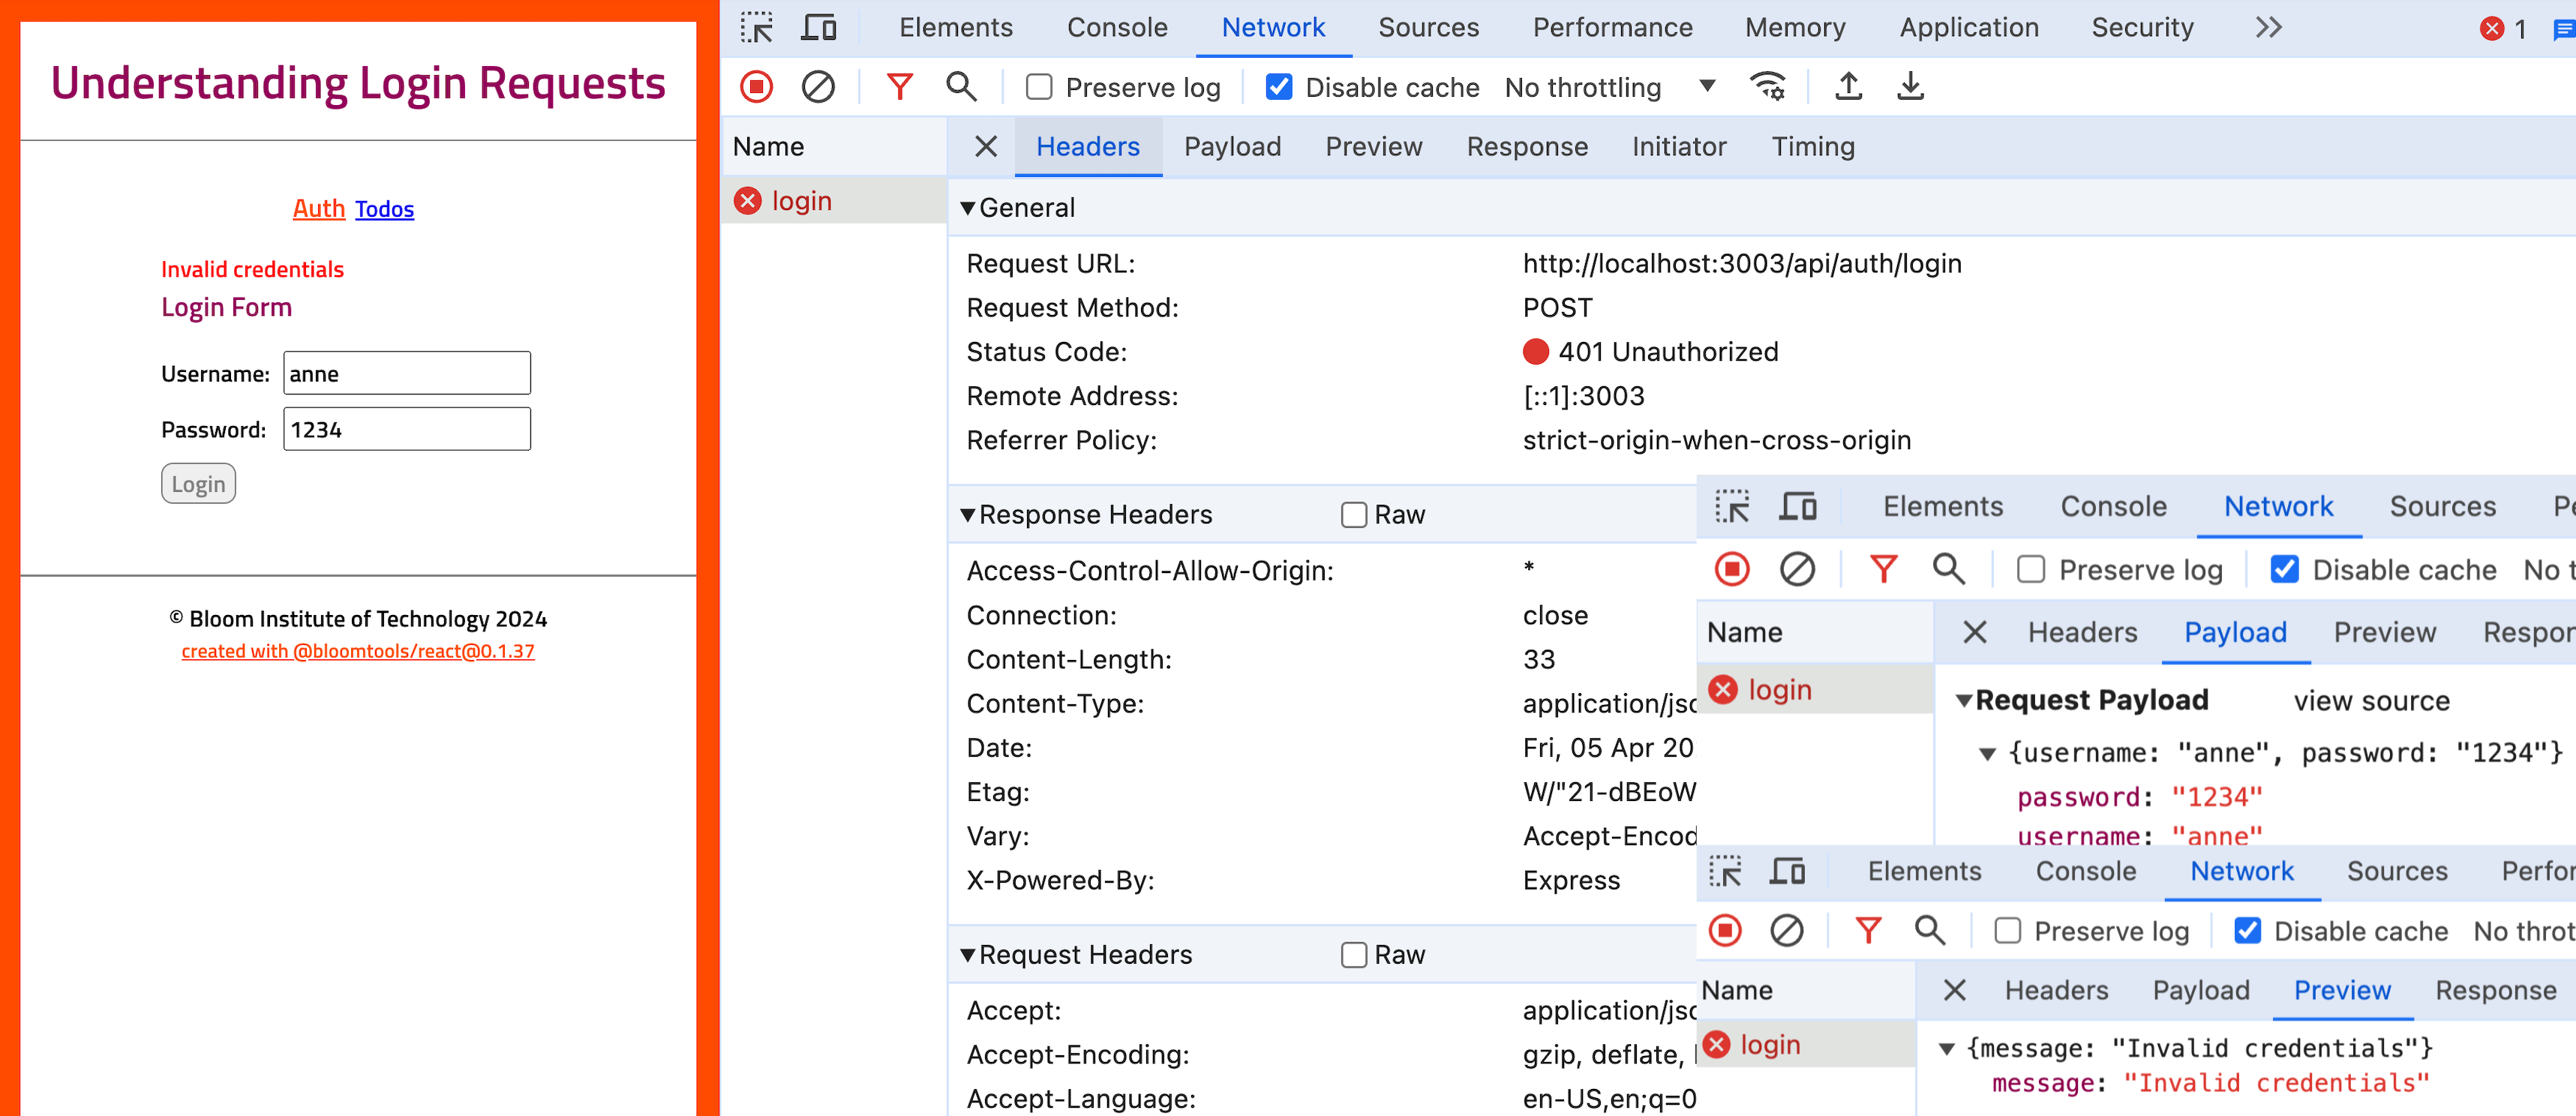 Understanding Login Requests
Auth Todos
Invalid credentials
Login Form
Username: anne
Password: 1234
Login
© Bloom Institute of Technology 2024
created with @bloomtools/react@0.1.37
Elements Console Network Sources Performance Memory Application Security 1
Preserve log Disable cache No throttling
Name Headers Payload Preview Response Initiator Timing
login
General
Request URL: http://localhost:3003/api/auth/login
Request Method: POST
Status Code: 401 Unauthorized
Remote Address: [::1]:3003
Referrer Policy: strict-origin-when-cross-origin
Response Headers Raw
Access-Control-Allow-Origin: *
Connection: close
Content-Length: 33
Content-Type: application/jso
Date: Fri, 05 Apr 20
Etag: W/"21-dBEoW
Vary: Accept-Encod
X-Powered-By: Express
Request Headers Raw
Accept: application/jso
Accept-Encoding: gzip, deflate,
Accept-Language: en-US,en;q=0
Elements Console Network Sources Pe
Preserve log Disable cache No t
Name Headers Payload Preview Respon
login
Request Payload view source
{username: "anne", password: "1234"}
password: "1234"
username: "anne"
Elements Console Network Sources Perfor
Preserve log Disable cache No throt
Name Headers Payload Preview Response
login
{message: "Invalid credentials"}
message: "Invalid credentials"